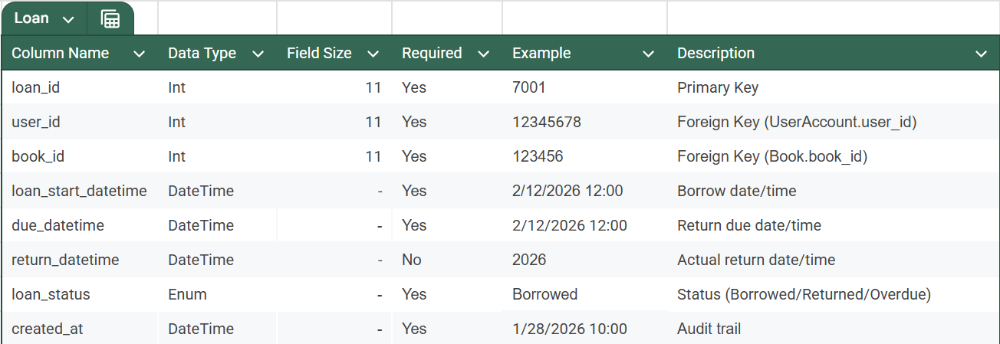 Loan
Column Name Data Type Field Size Required Example Description
loan_id Int 11 Yes 7001 Primary Key
user_id Int 11 Yes 12345678 Foreign Key (UserAccount.user_id)
book_id Int 11 Yes 123456 Foreign Key (Book.book_id)
loan_start_datetime DateTime - Yes 2/12/2026 12:00 Borrow date/time
due_datetime DateTime - Yes 2/12/2026 12:00 Return due date/time
return_datetime DateTime - No 2026 Actual return date/time
loan_status Enum - Yes Borrowed Status (Borrowed/Returned/Overdue)
created_at DateTime - Yes 1/28/2026 10:00 Audit trail